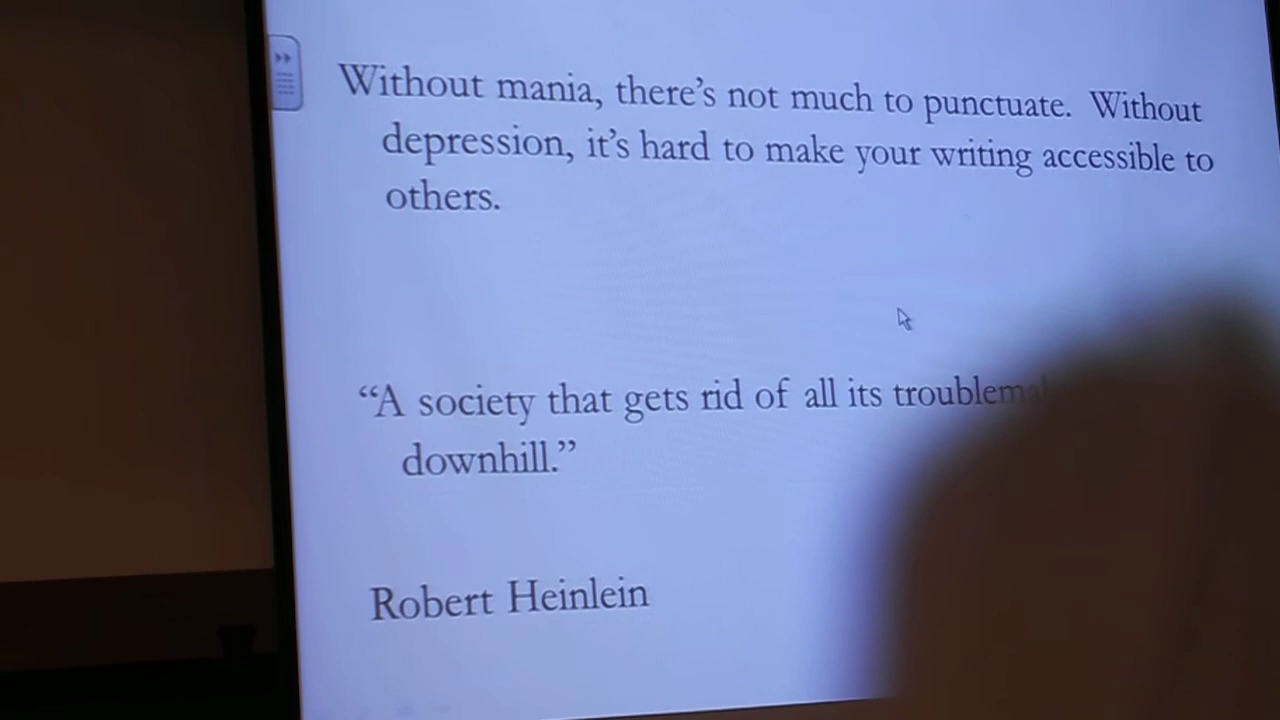 Without mania, there's not much to punctuate. Without
depression, it's hard to make your writing accessible to
others.
“A society that gets rid of all its
downhill.”
Robert Heinlein